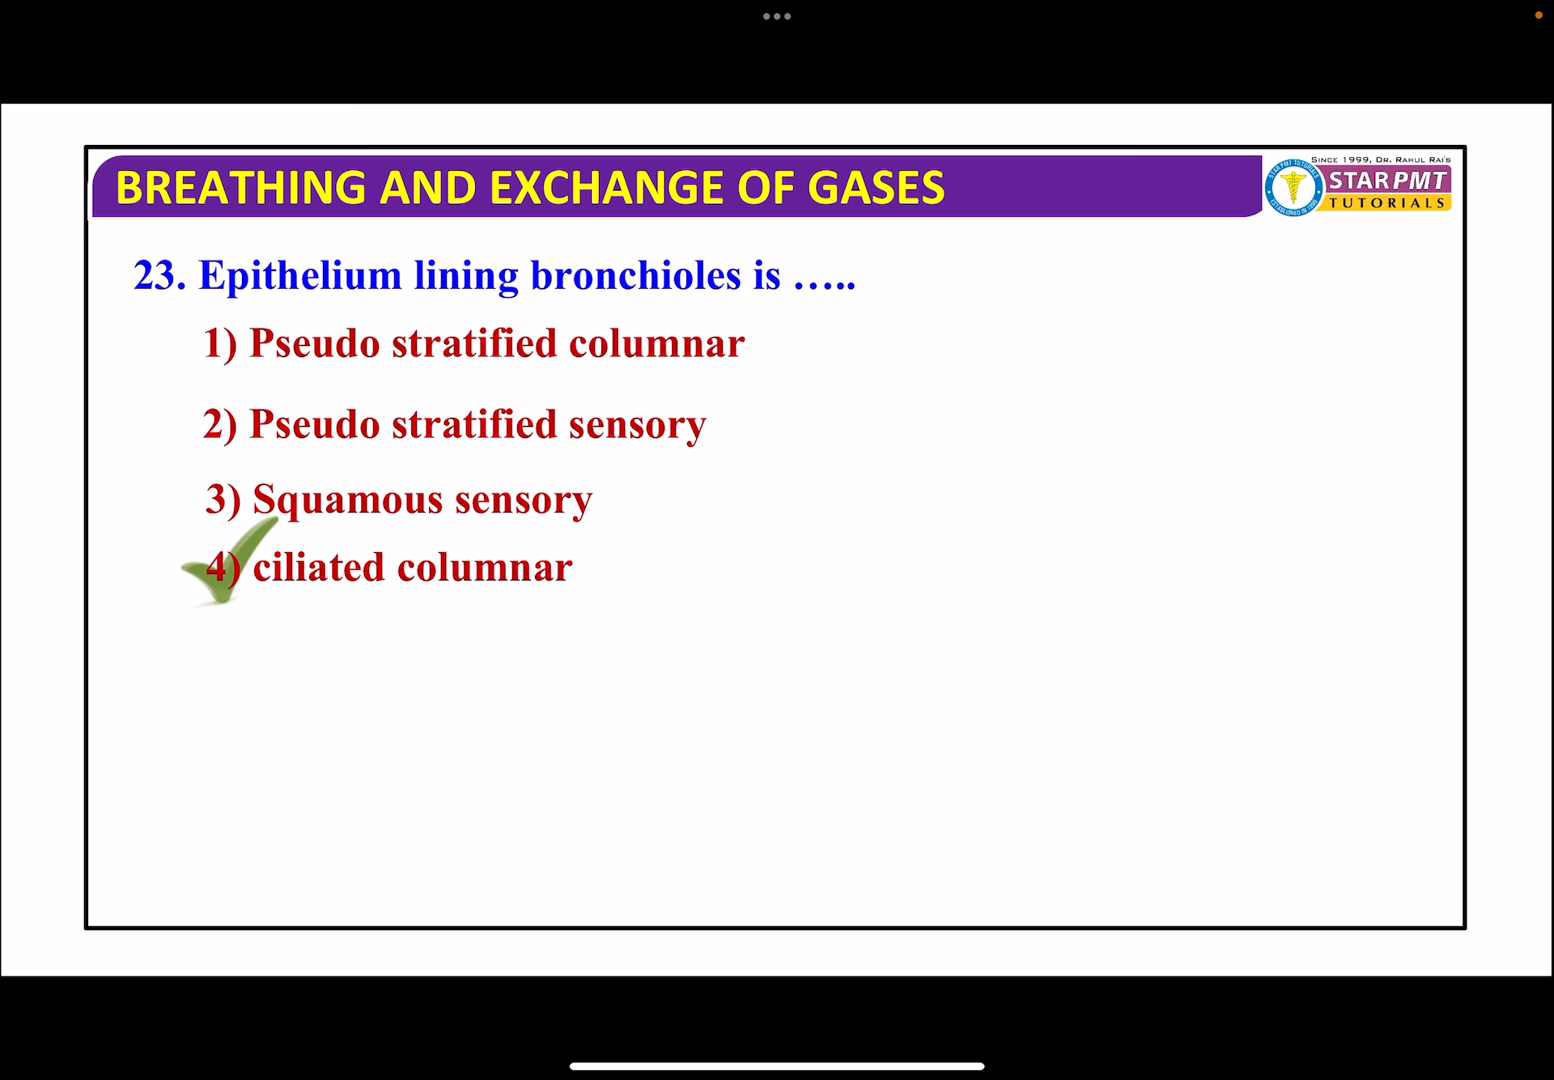 BREATHING AND EXCHANGE OF GASES
SINCE 1999, DR. RAHUL RAI'S
STAR PMT
TUTORIALS
23. Epithelium lining bronchioles is …..
1) Pseudo stratified columnar
2) Pseudo stratified sensory
3) Squamous sensory
4) ciliated columnar